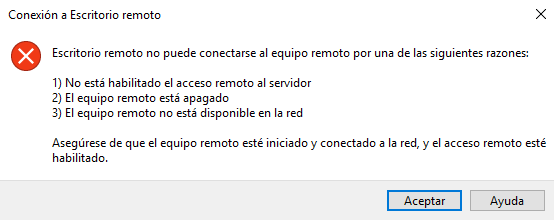 Conexión a Escritorio remoto
Escritorio remoto no puede conectarse al equipo remoto por una de las siguientes razones:
1) No está habilitado el acceso remoto al servidor
2) El equipo remoto está apagado
3) El equipo remoto no está disponible en la red
Asegúrese de que el equipo remoto esté iniciado y conectado a la red, y el acceso remoto esté
habilitado.
Aceptar
Ayuda